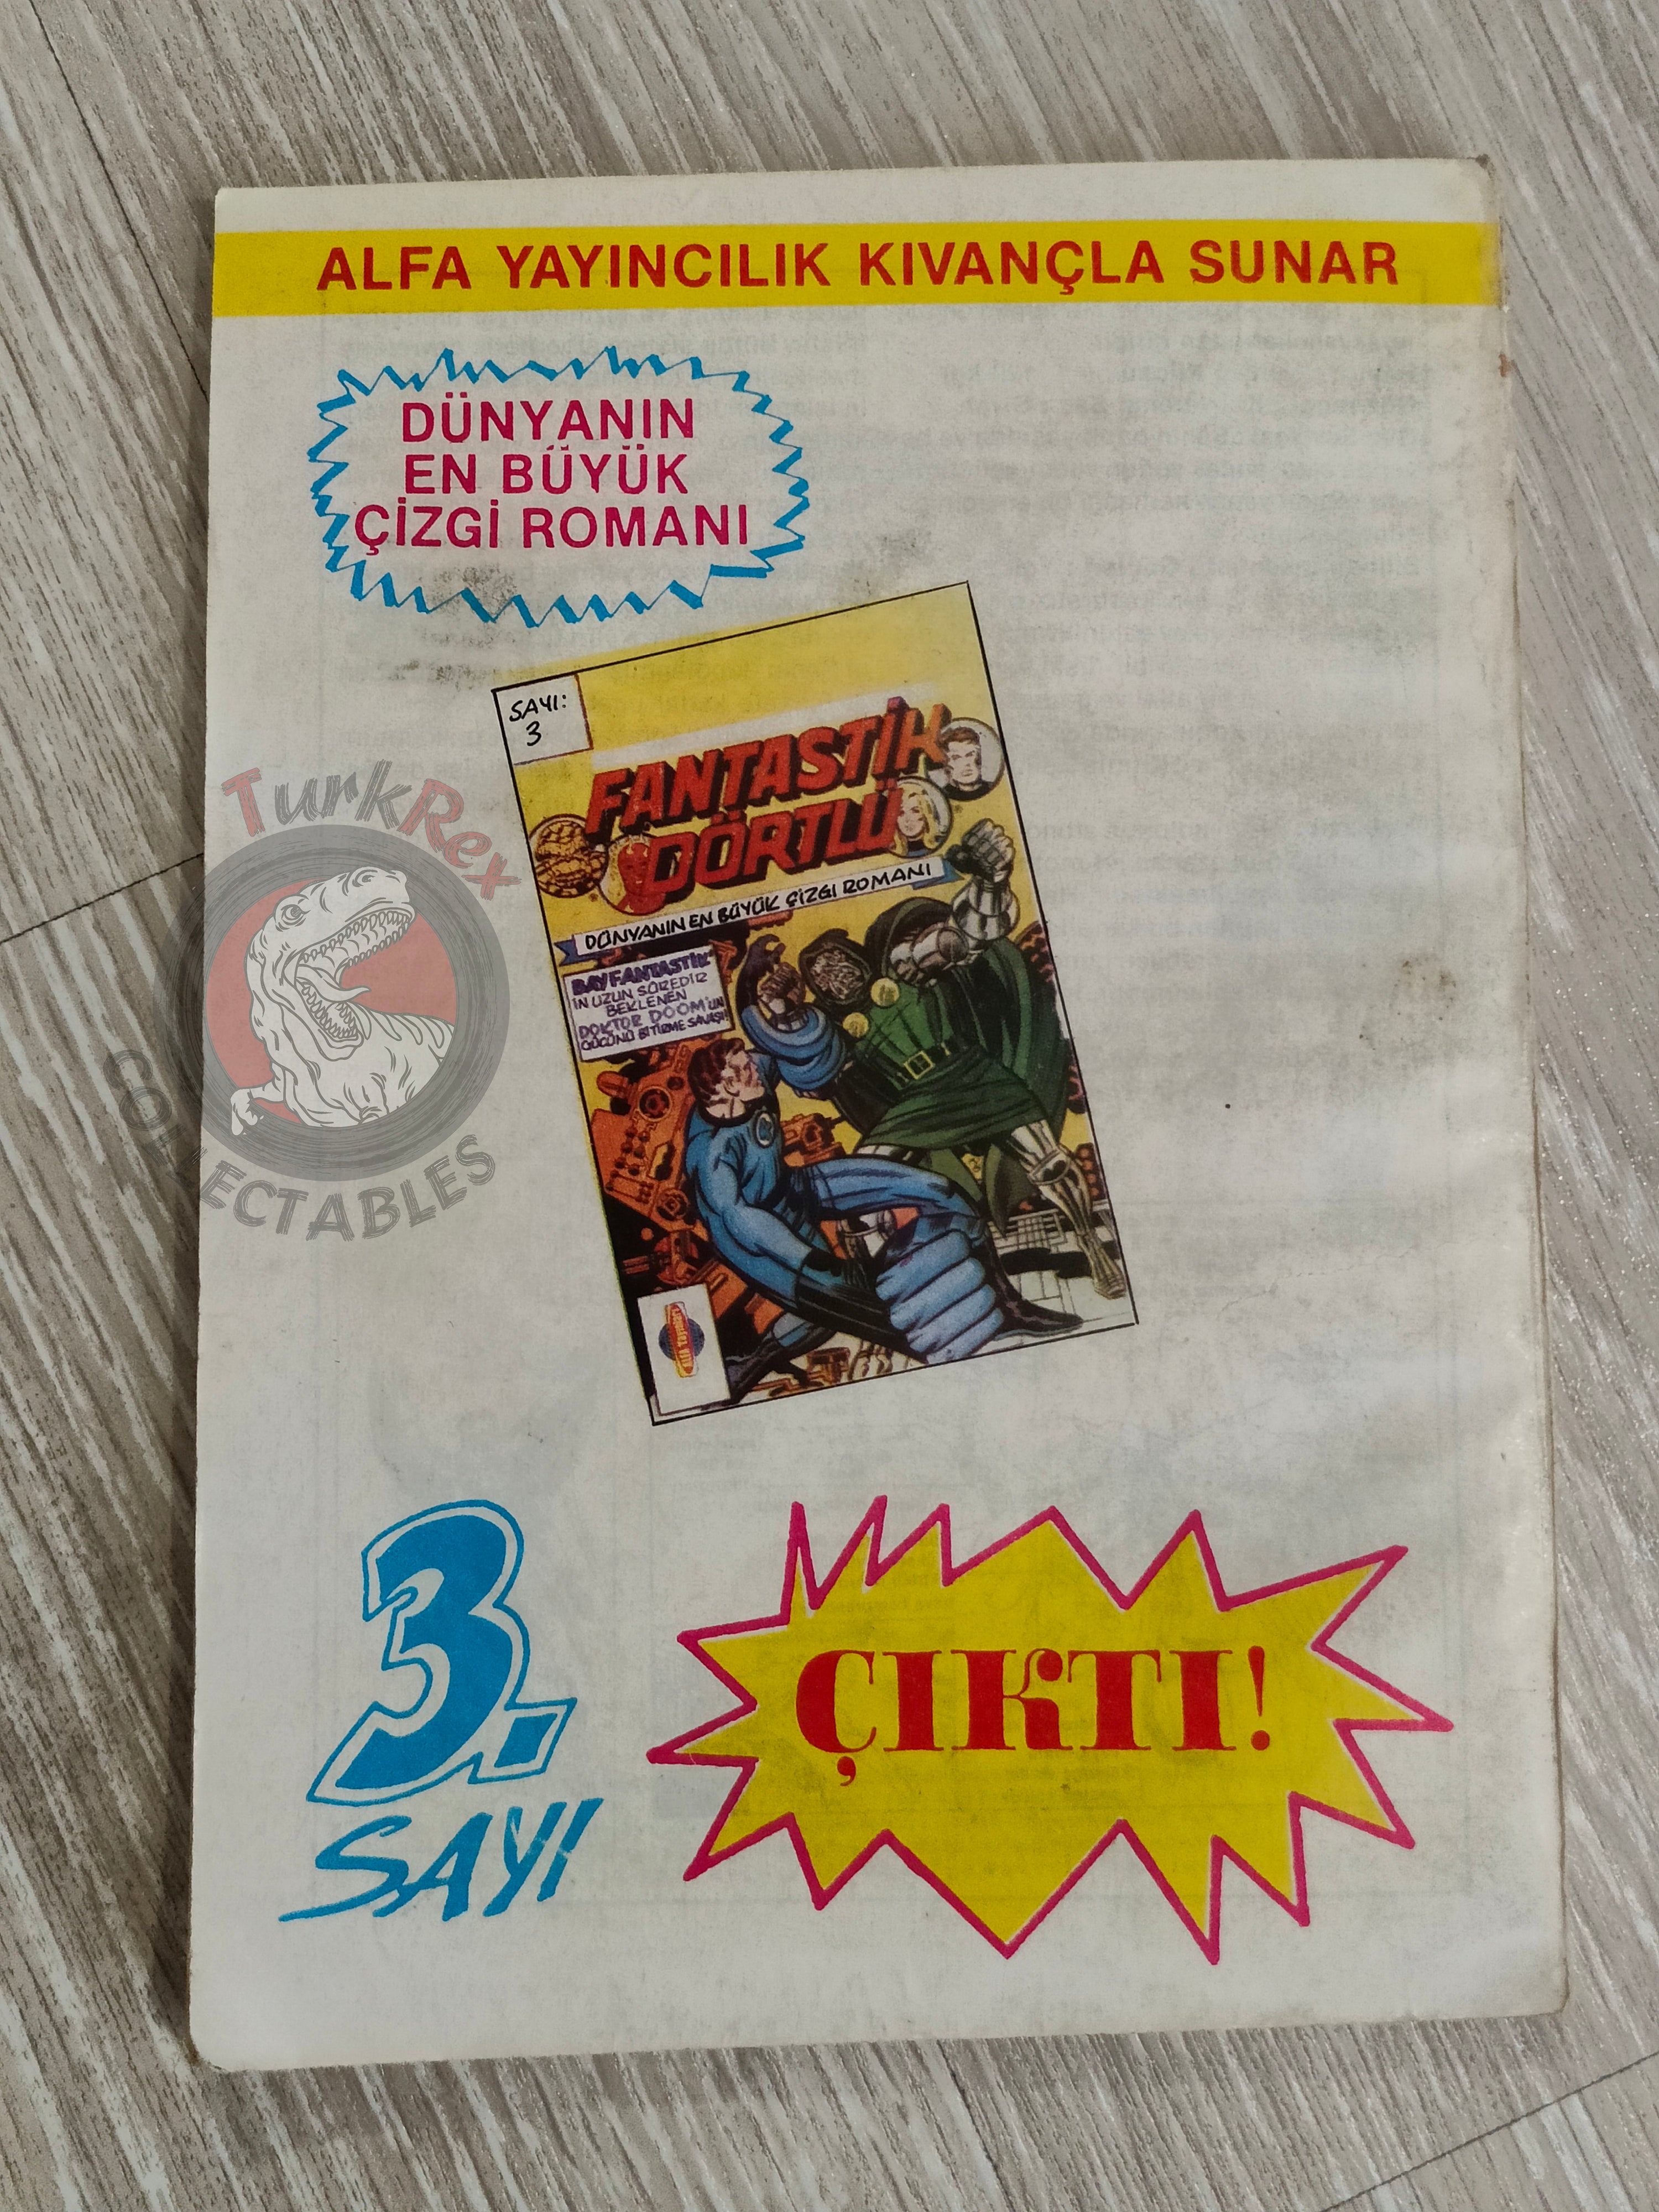 ALFA YAYINCILIK KIVANÇLA SUNAR
DÜNYANIN
EN BÜYÜK
ÇİZGİ ROMANI
SAYI:
3
FANTASTİK
DÖRTLÜ
DÜNYANIN EN BÜYÜK ÇİZGİ ROMANI
BAY FANTASTİK'
İN UZUN SÜREDİR
BEKLENEN
DOKTOR DOOM'UN
GÜCÜNÜ BİTİRME SAVAŞI!
Alfa Yayınları
TurkRex
COLLECTABLES
3.
SAYI
ÇIKTI!